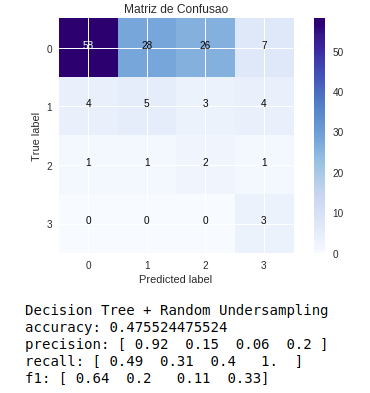 Matriz de Confusao
0 58 28 26 7
1 4 5 3 4
2 1 1 2 1
3 0 0 0 3
0 1 2 3
True label
Predicted label
50
40
30
20
10
0
Decision Tree + Random Undersampling
accuracy: 0.475524475524
precision: [ 0.92 0.15 0.06 0.2 ]
recall: [ 0.49 0.31 0.4 1. ]
f1: [ 0.64 0.2 0.11 0.33]